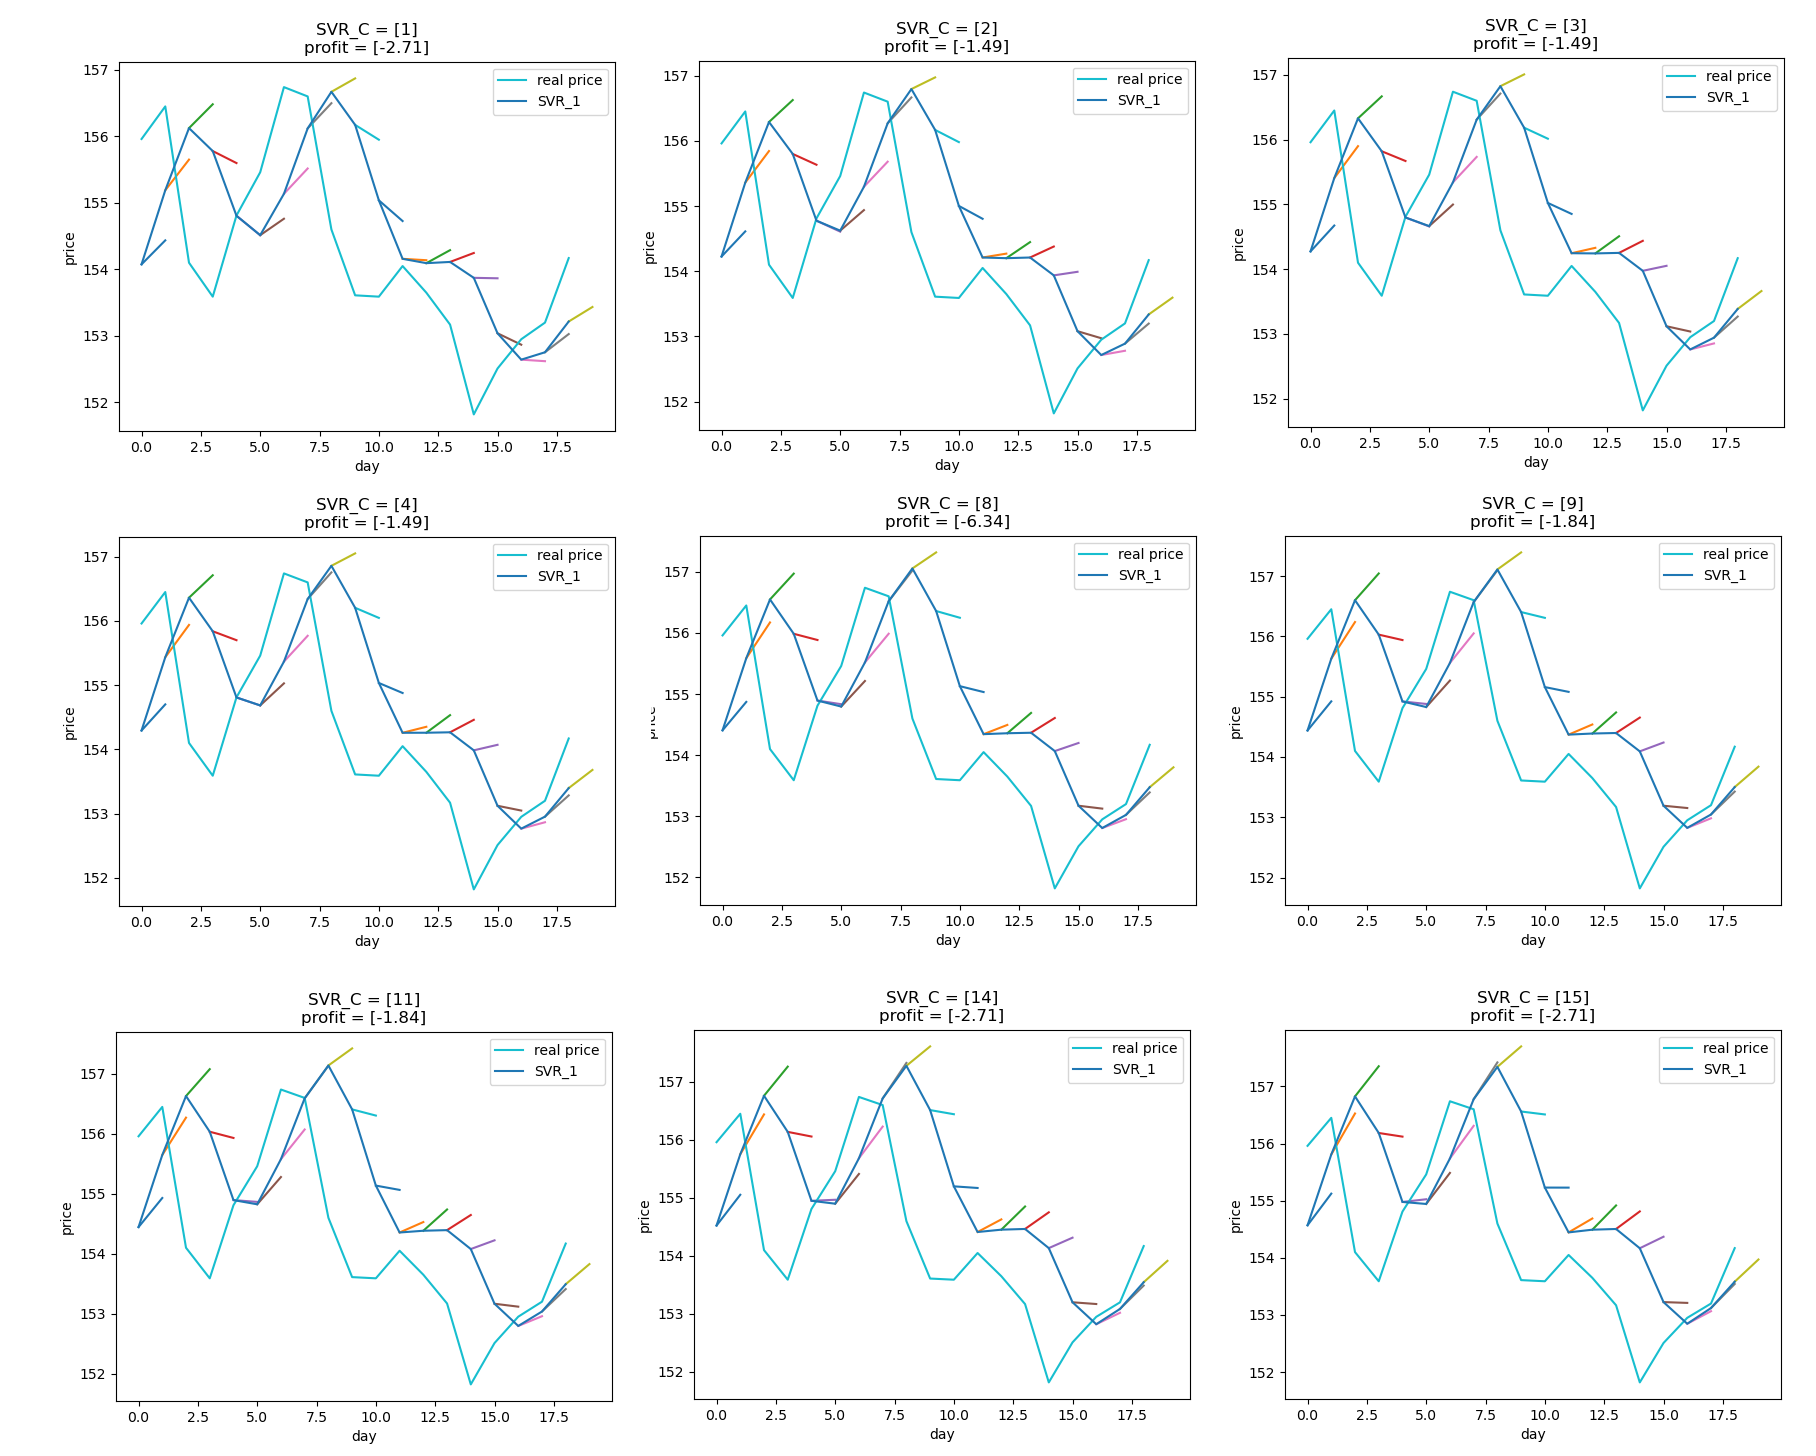 SVR_C = [1]
profit = [-2.71]
157
156
155
154
153
152
price
0.0 2.5 5.0 7.5 10.0 12.5 15.0 17.5
day
real price
SVR_1
SVR_C = [2]
profit = [-1.49]
157
156
155
154
153
152
price
0.0 2.5 5.0 7.5 10.0 12.5 15.0 17.5
day
real price
SVR_1
SVR_C = [3]
profit = [-1.49]
157
156
155
154
153
152
price
0.0 2.5 5.0 7.5 10.0 12.5 15.0 17.5
day
real price
SVR_1
SVR_C = [4]
profit = [-1.49]
157
156
155
154
153
152
price
0.0 2.5 5.0 7.5 10.0 12.5 15.0 17.5
day
real price
SVR_1
SVR_C = [8]
profit = [-6.34]
157
156
155
154
153
152
price
0.0 2.5 5.0 7.5 10.0 12.5 15.0 17.5
day
real price
SVR_1
SVR_C = [9]
profit = [-1.84]
157
156
155
154
153
152
price
0.0 2.5 5.0 7.5 10.0 12.5 15.0 17.5
day
real price
SVR_1
SVR_C = [11]
profit = [-1.84]
157
156
155
154
153
152
price
0.0 2.5 5.0 7.5 10.0 12.5 15.0 17.5
day
real price
SVR_1
SVR_C = [14]
profit = [-2.71]
157
156
155
154
153
152
price
0.0 2.5 5.0 7.5 10.0 12.5 15.0 17.5
day
real price
SVR_1
SVR_C = [15]
profit = [-2.71]
157
156
155
154
153
152
price
0.0 2.5 5.0 7.5 10.0 12.5 15.0 17.5
day
real price
SVR_1